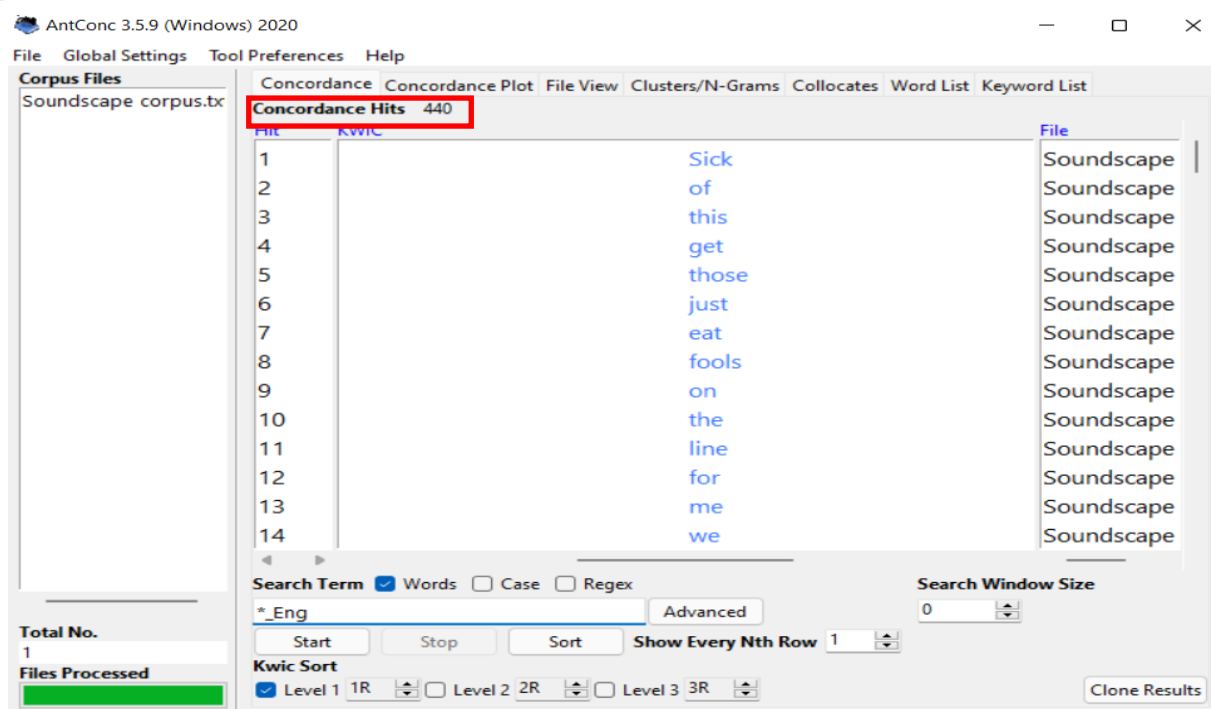 AntConc 3.5.9 (Windows) 2020
File Global Settings Tool Preferences Help
Corpus Files
Soundscape corpus.tx
Concordance Concordance Plot File View Clusters/N-Grams Collocates Word List Keyword List
Concordance Hits 440
Hit KWIC File
1 Sick Soundscape
2 of Soundscape
3 this Soundscape
4 get Soundscape
5 those Soundscape
6 just Soundscape
7 eat Soundscape
8 fools Soundscape
9 on Soundscape
10 the Soundscape
11 line Soundscape
12 for Soundscape
13 me Soundscape
14 we Soundscape
Search Term Words Case Regex Search Window Size
*_Eng Advanced 0
Total No.
1
Files Processed
Start Stop Sort Show Every Nth Row 1
Kwic Sort
Level 1 1R Level 2 2R Level 3 3R Clone Results